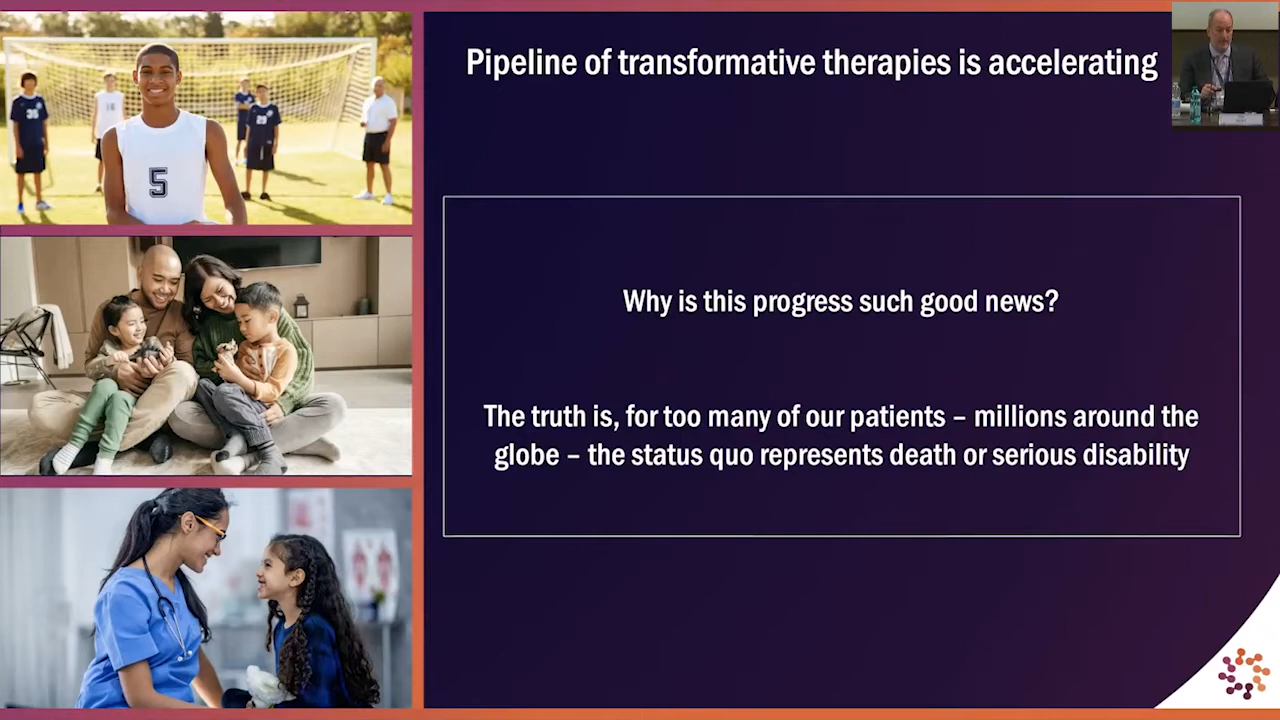 Pipeline of transformative therapies is accelerating
Why is this progress such good news?
The truth is, for too many of our patients – millions around the
globe – the status quo represents death or serious disability
5
29